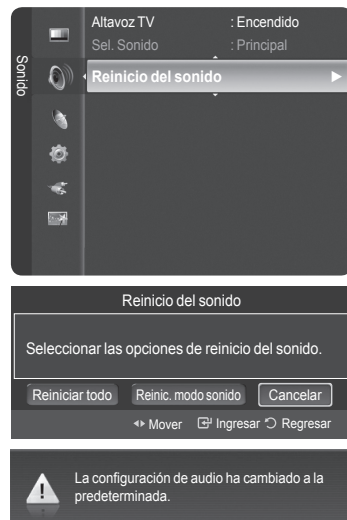 Sonido
Altavoz TV : Encendido
Sel. Sonido : Principal
Reinicio del sonido
Reinicio del sonido
Seleccionar las opciones de reinicio del sonido.
Reiniciar todo Reinic. modo sonido Cancelar
Mover Ingresar Regresar
La configuración de audio ha cambiado a la
predeterminada.